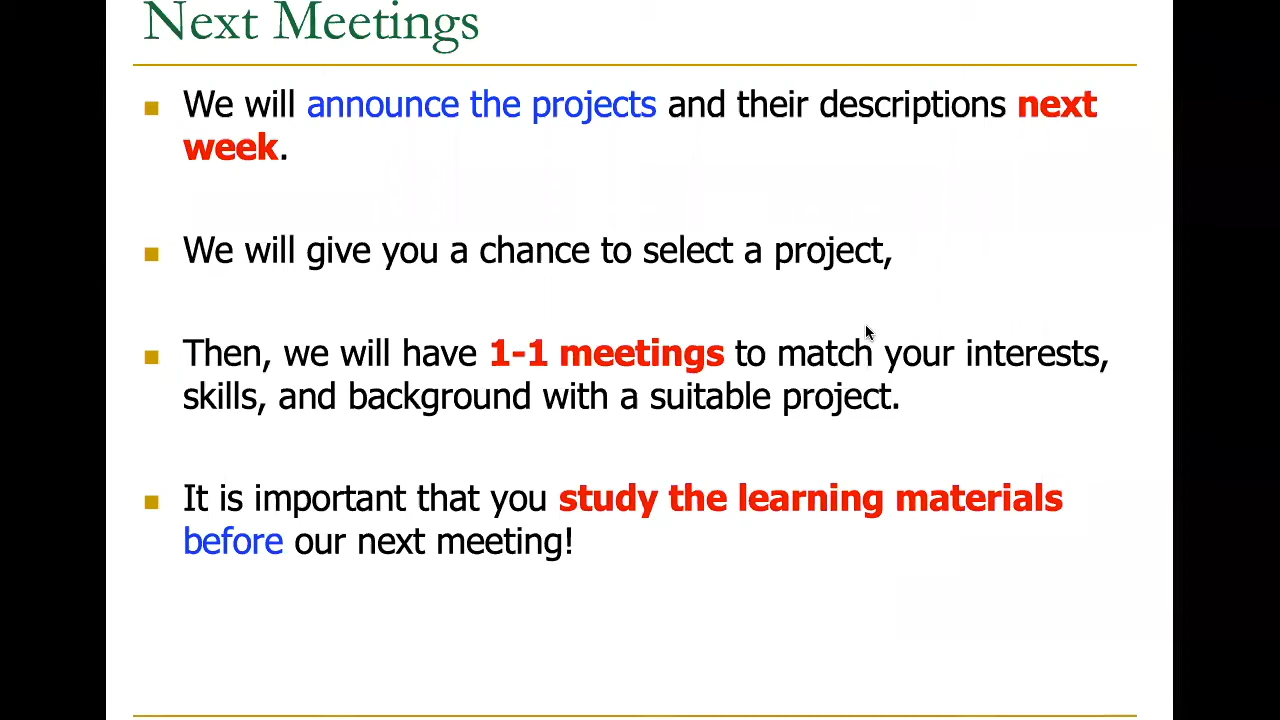 Next Meetings
We will announce the projects and their descriptions next
week.
We will give you a chance to select a project,
Then, we will have 1-1 meetings to match your interests,
skills, and background with a suitable project.
It is important that you study the learning materials
before our next meeting!